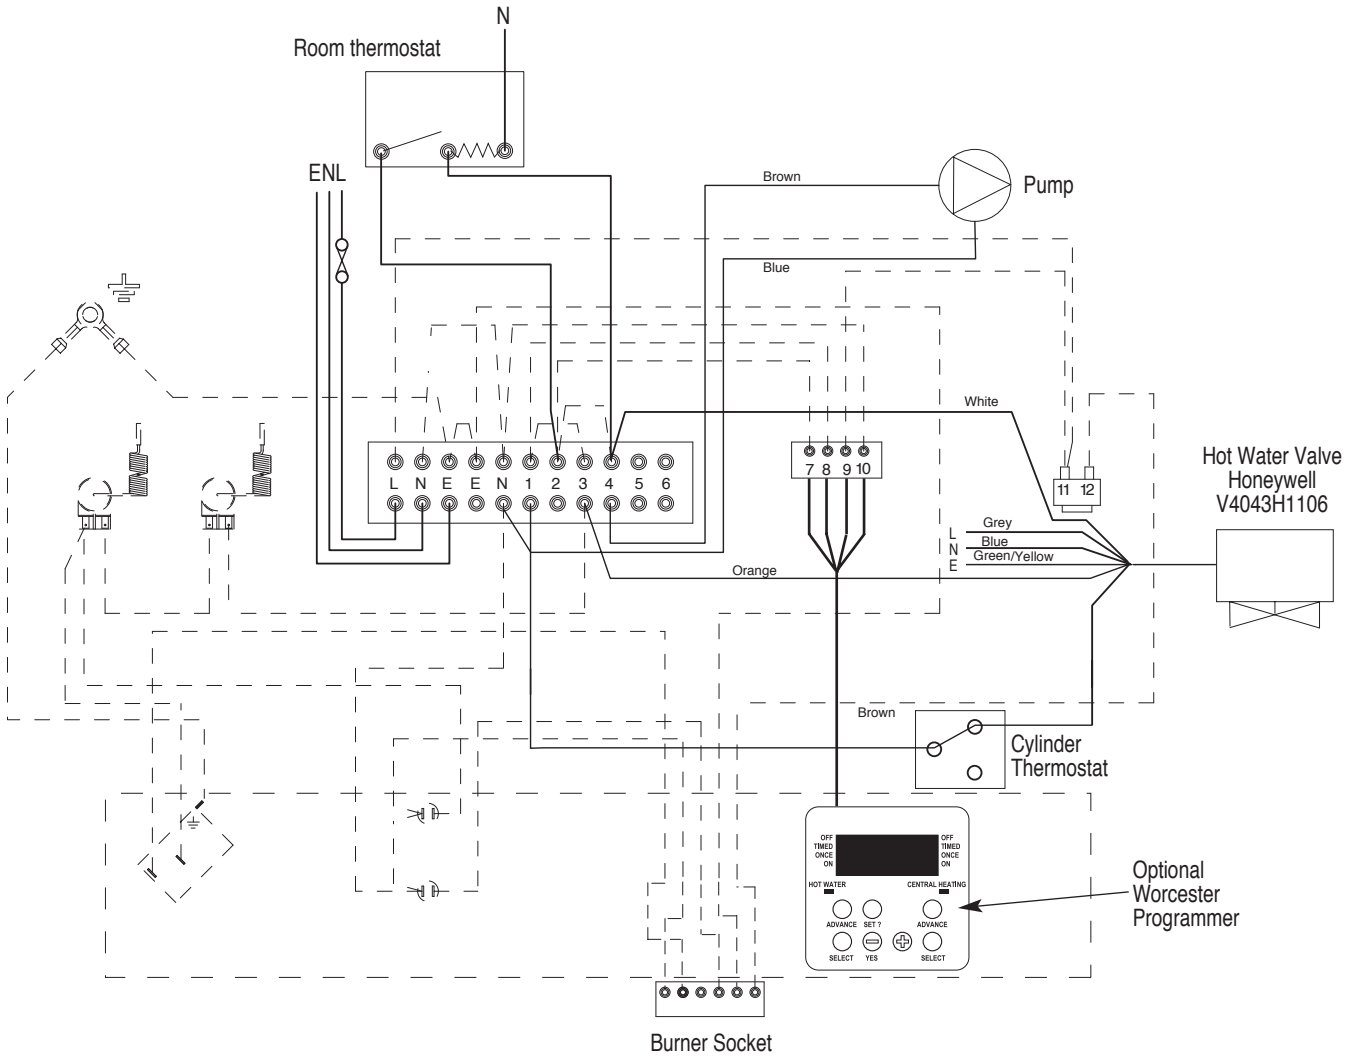 N
Room thermostat
ENL
Brown
Pump
Blue
White
Hot Water Valve
Honeywell
V4043H1106
L N E E N 1 2 3 4 5 6
7 8 9 10
11 12
L Grey
N Blue
E Green/Yellow
Orange
Brown
Cylinder
Thermostat
OFF OFF
TIMED TIMED
ONCE ONCE
ON ON
HOT WATER CENTRAL HEATING
ADVANCE SET ? ADVANCE
SELECT YES SELECT
Optional
Worcester
Programmer
Burner Socket